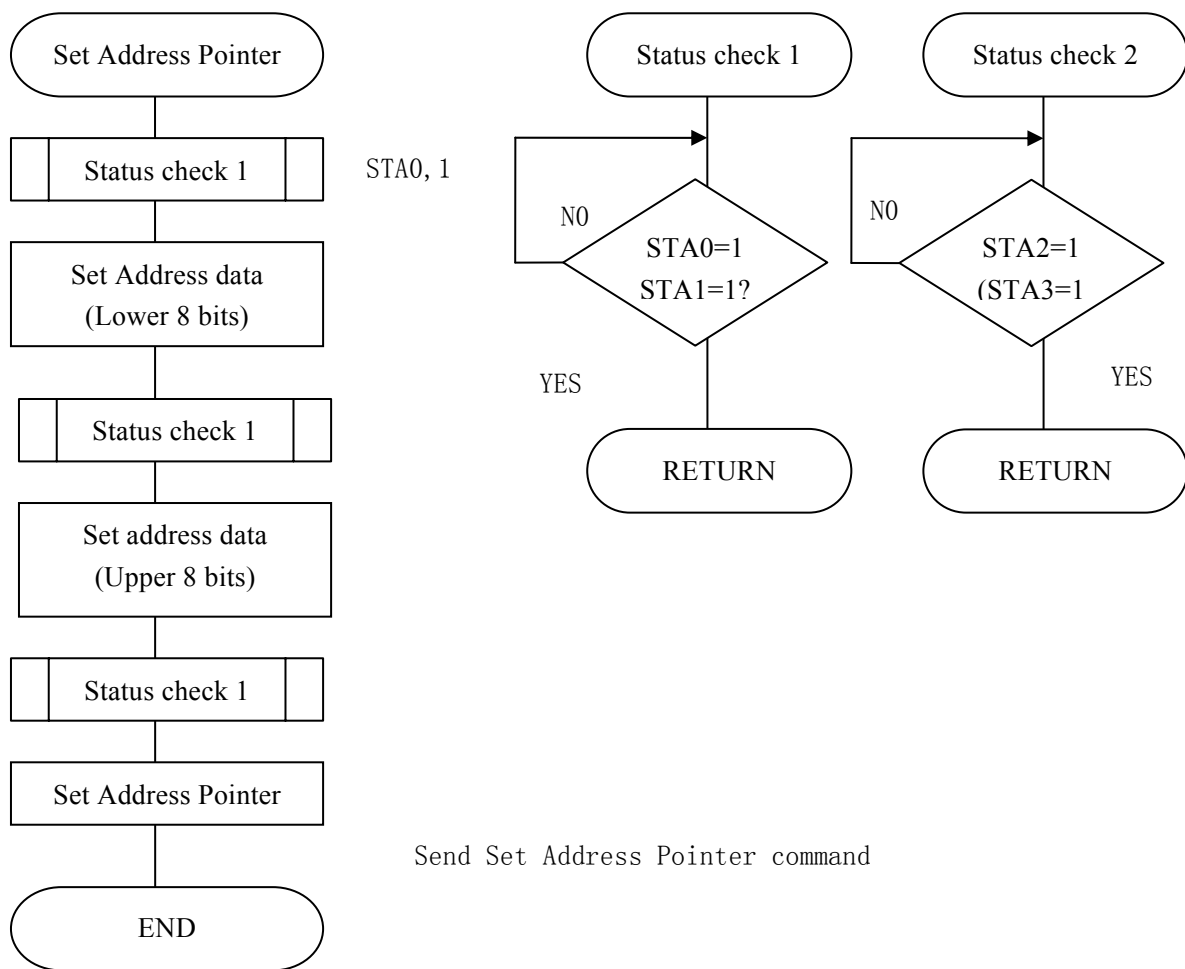 Set Address Pointer
Status check 1
STA0,1
Set Address data
(Lower 8 bits)
Status check 1
Set address data
(Upper 8 bits)
Status check 1
Set Address Pointer
Send Set Address Pointer command
END
Status check 1
NO
STA0=1
STA1=1?
YES
RETURN
Status check 2
NO
STA2=1
(STA3=1
YES
RETURN